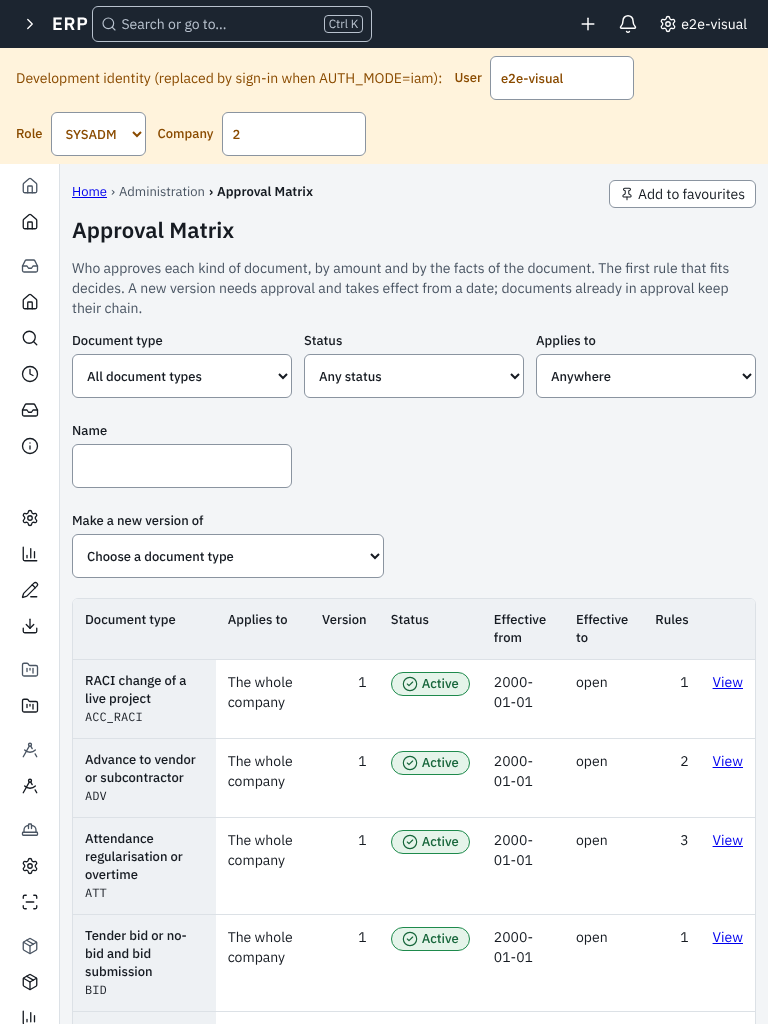 ERP
Search or go to...
Ctrl K
e2e-visual
Development identity (replaced by sign-in when AUTH_MODE=iam): User e2e-visual
Role SYSADM Company 2
Home › Administration › Approval Matrix
Add to favourites
Approval Matrix
Who approves each kind of document, by amount and by the facts of the document. The first rule that fits
decides. A new version needs approval and takes effect from a date; documents already in approval keep
their chain.
Document type Status Applies to
All document types Any status Anywhere
Name
Make a new version of
Choose a document type
Document type Applies to Version Status Effective Effective Rules
from to
RACI change of a The whole 1 Active 2000- open 1 View
live project company 01-01
ACC_RACI
Advance to vendor The whole 1 Active 2000- open 2 View
or subcontractor company 01-01
ADV
Attendance The whole 1 Active 2000- open 3 View
regularisation or company 01-01
overtime
ATT
Tender bid or no- The whole 1 Active 2000- open 1 View
bid and bid company 01-01
submission
BID